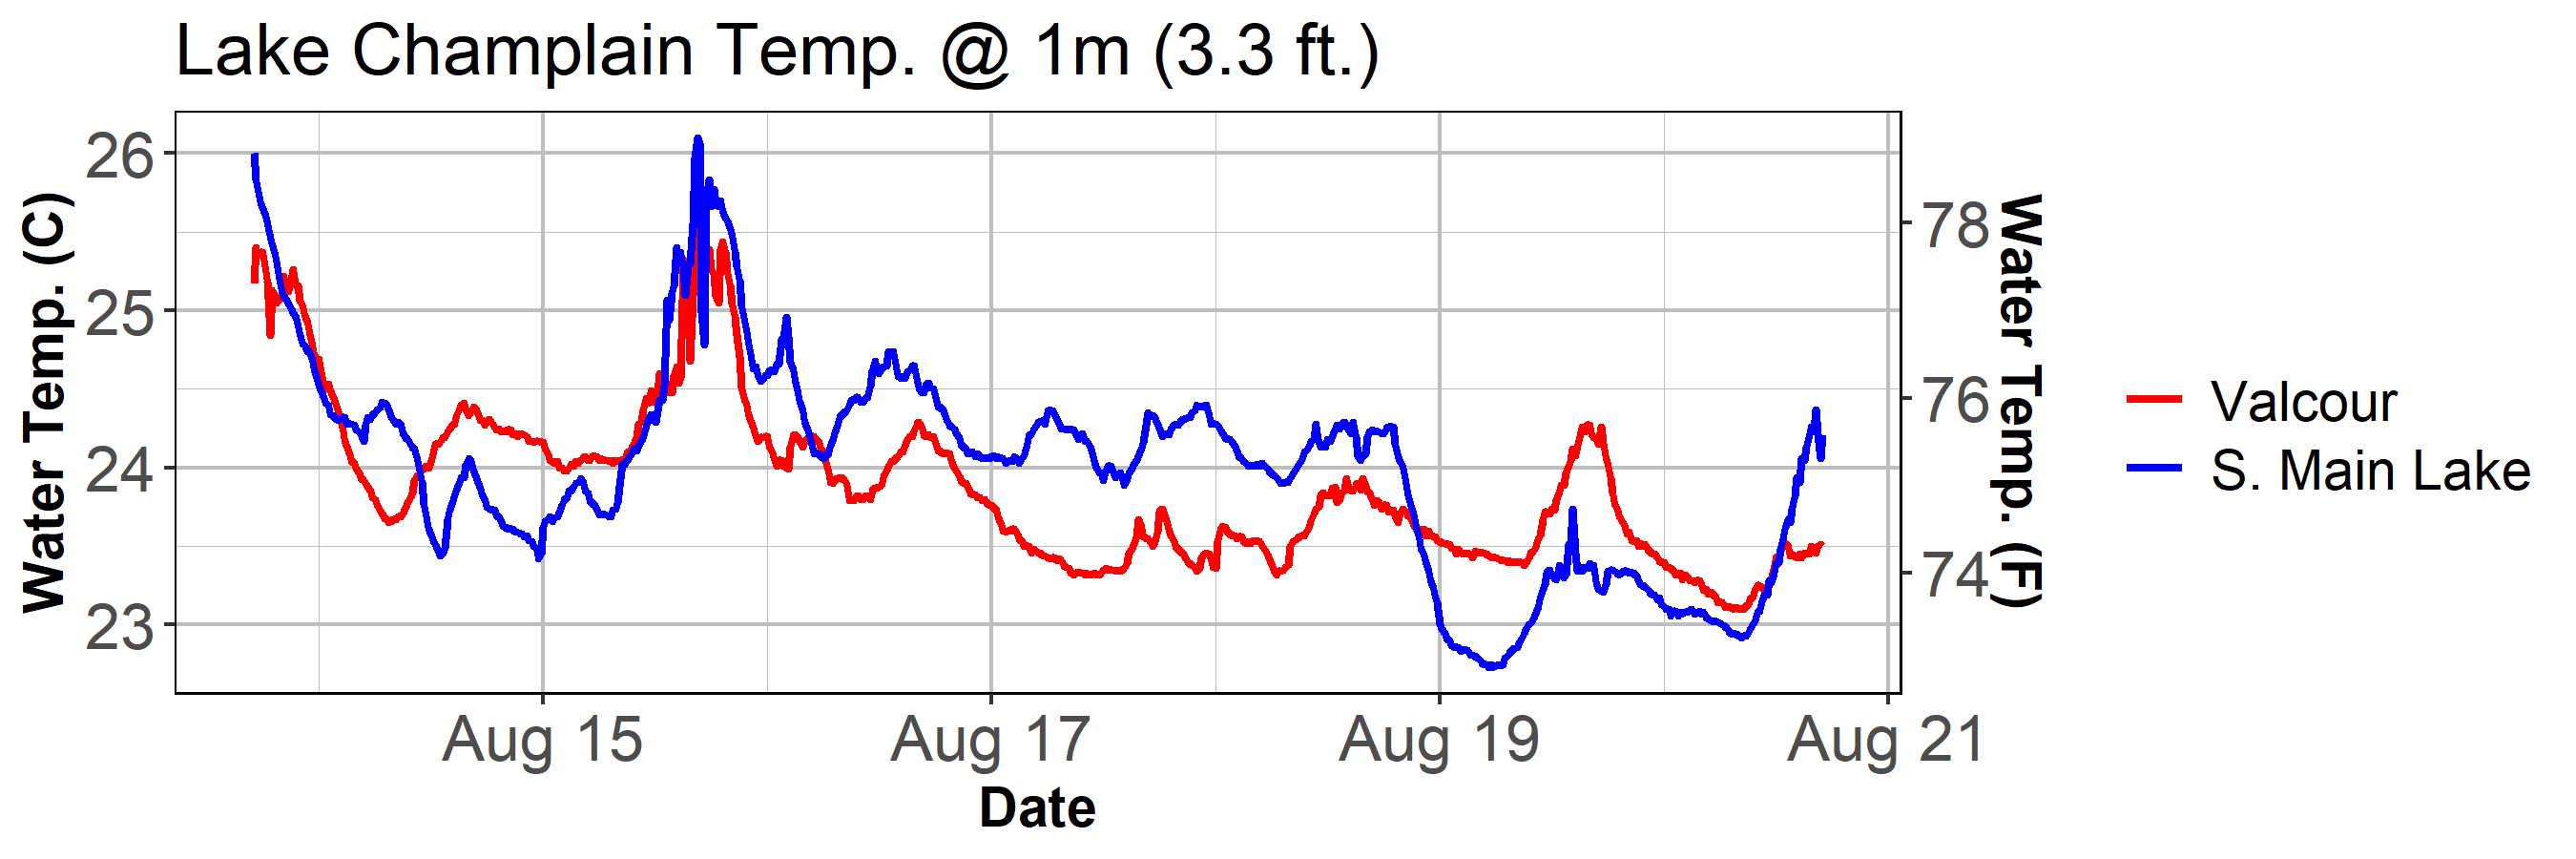 Lake Champlain Temp. @ 1m (3.3 ft.)
Water Temp. (C)
26
25
24
23
78
76
74
Water Temp. (F)
Aug 15
Aug 17
Aug 19
Aug 21
Date
Valcour
S. Main Lake